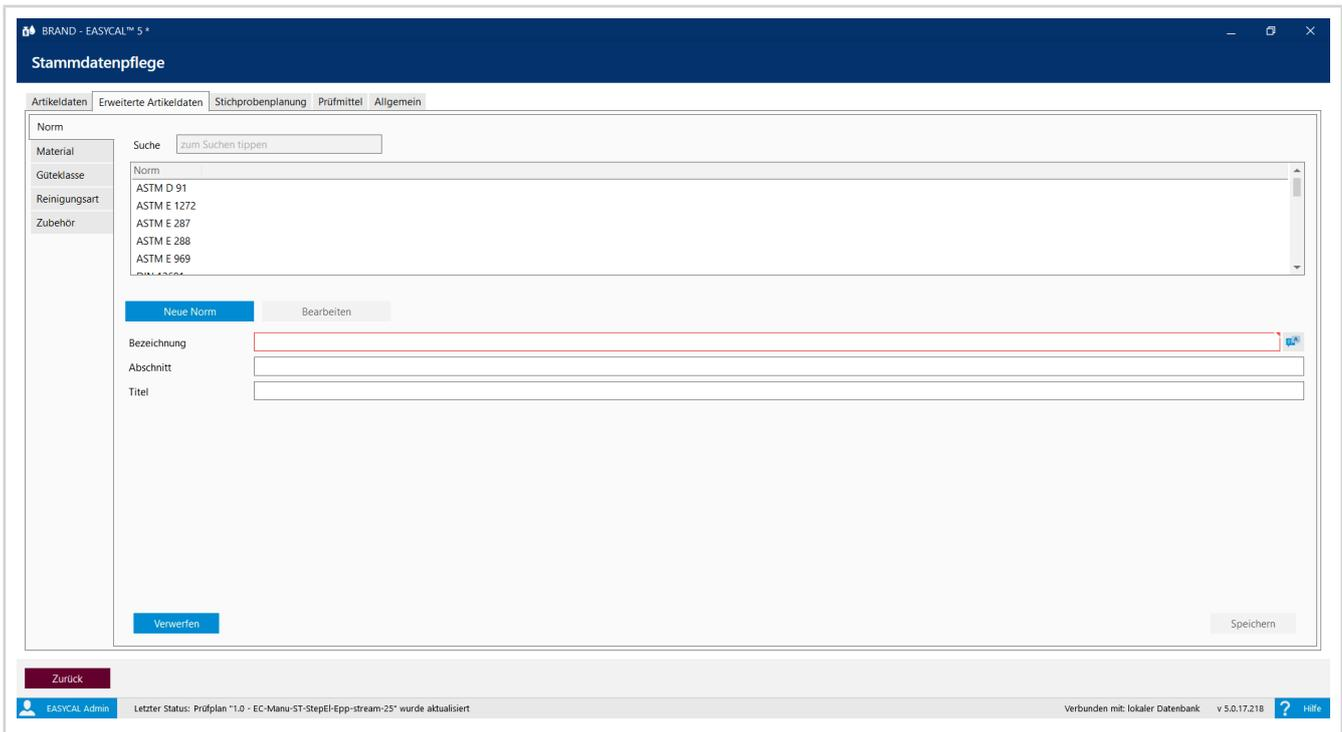 BRAND - EASYCAL™ 5 *
Stammdatenpflege
Artikeldaten Erweiterte Artikeldaten Stichprobenplanung Prüfmittel Allgemein
Norm
Material
Güteklasse
Reinigungsart
Zubehör
Suche zum Suchen tippen
Norm
ASTM D 91
ASTM E 1272
ASTM E 287
ASTM E 288
ASTM E 969
Neue Norm Bearbeiten
Bezeichnung
Abschnitt
Titel
Verwerfen Speichern
Zurück
EASYCAL Admin Letzter Status: Prüfplan "1.0 - EC-Manu-ST-StepEl-Epp-stream-25" wurde aktualisiert Verbunden mit: lokaler Datenbank v 5.0.17.218 ? Hilfe